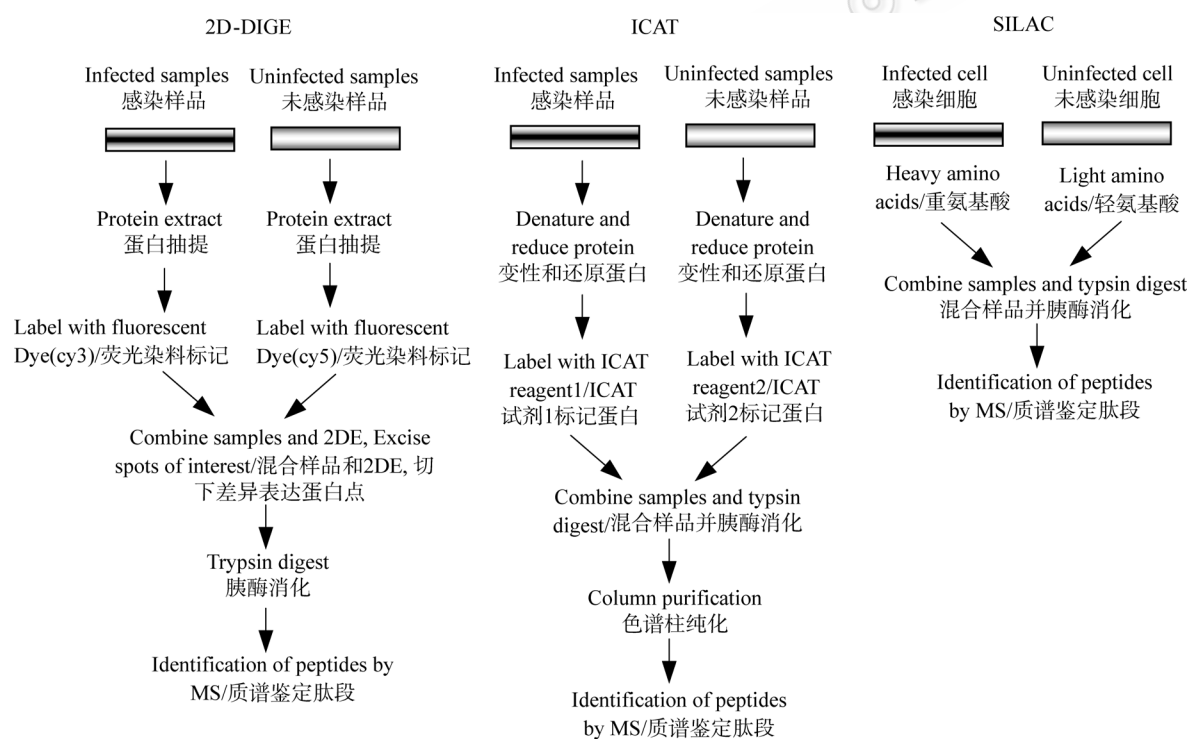 2D-DIGE
Infected samples
感染样品
Uninfected samples
未感染样品
Protein extract
蛋白抽提
Protein extract
蛋白抽提
Label with fluorescent
Dye(cy3)/荧光染料标记
Label with fluorescent
Dye(cy5)/荧光染料标记
Combine samples and 2DE, Excise
spots of interest/混合样品和2DE, 切
下差异表达蛋白点
Trypsin digest
胰酶消化
Identification of peptides by
MS/质谱鉴定肽段
ICAT
Infected samples
感染样品
Uninfected samples
未感染样品
Denature and
reduce protein
变性和还原蛋白
Denature and
reduce protein
变性和还原蛋白
Label with ICAT
reagent1/ICAT
试剂1标记蛋白
Label with ICAT
reagent2/ICAT
试剂2标记蛋白
Combine samples and typsin
digest/混合样品并胰酶消化
Column purification
色谱柱纯化
Identification of peptides
by MS/质谱鉴定肽段
SILAC
Infected cell
感染细胞
Uninfected cell
未感染细胞
Heavy amino
acids/重氨基酸
Light amino
acids/轻氨基酸
Combine samples and typsin digest
混合样品并胰酶消化
Identification of peptides
by MS/质谱鉴定肽段